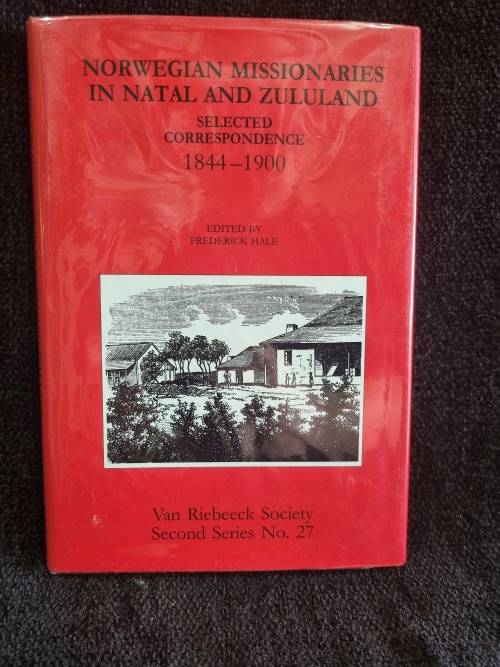 NORWEGIAN MISSIONARIES
IN NATAL AND ZULULAND
SELECTED
CORRESPONDENCE
1844–1900
EDITED BY
FREDERICK HALE
Van Riebeeck Society
Second Series No. 27